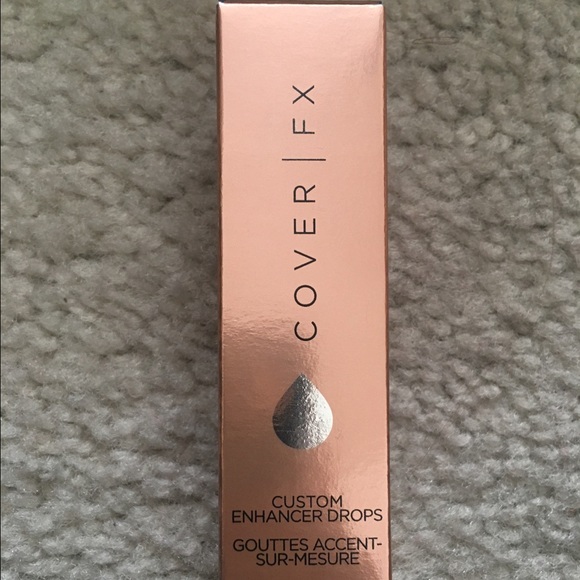 COVER | FX
CUSTOM
ENHANCER DROPS
GOUTTES ACCENT-
SUR-MESURE